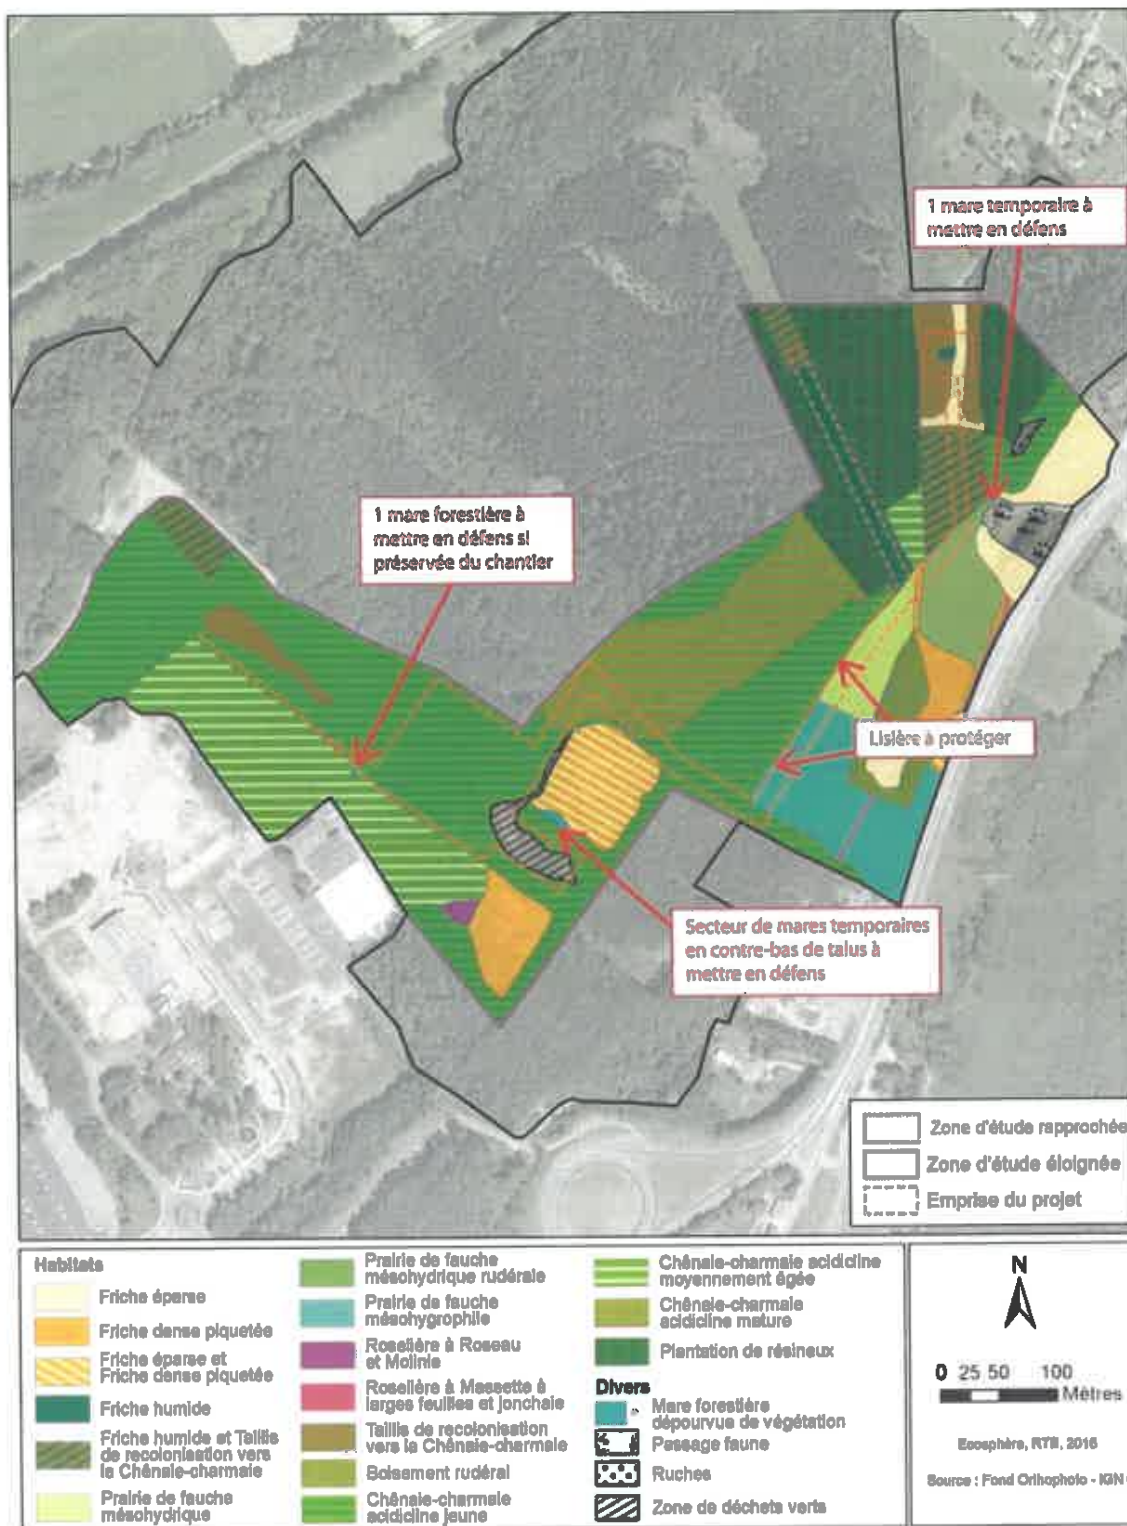 1 mare temporaire à
mettre en défens
1 mare forestière à
mettre en défens si
préservée du chantier
Lisière à protéger
Secteur de mares temporaires
en contre-bas de talus à
mettre en défens
Zone d'étude rapprochée
Zone d'étude éloignée
Emprise du projet
Habitats
Friche éparse
Friche dense piquetée
Friche éparse et
Friche dense piquetée
Friche humide
Friche humide et Taillis
de recolonisation vers
la Chênaie-charmaie
Prairie de fauche
mésohydrique
Prairie de fauche
mésohydrique rudérale
Prairie de fauche
mésohygrophile
Roselière à Roseau
et Molinie
Roselière à Massette à
larges feuilles et jonchaie
Taillis de recolonisation
vers la Chênaie-charmaie
Boisement rudéral
Chênaie-charmaie
acidicline jeune
Chênaie-charmaie acidicline
moyennement âgée
Chênaie-charmaie
acidicline mature
Plantation de résineux
Divers
Mare forestière
dépourvue de végétation
Passage faune
Ruches
Zone de déchets verts
N
0 25 50 100
Mètres
Ecosphère, RTE, 2016
Source : Fond Orthophoto - IGN